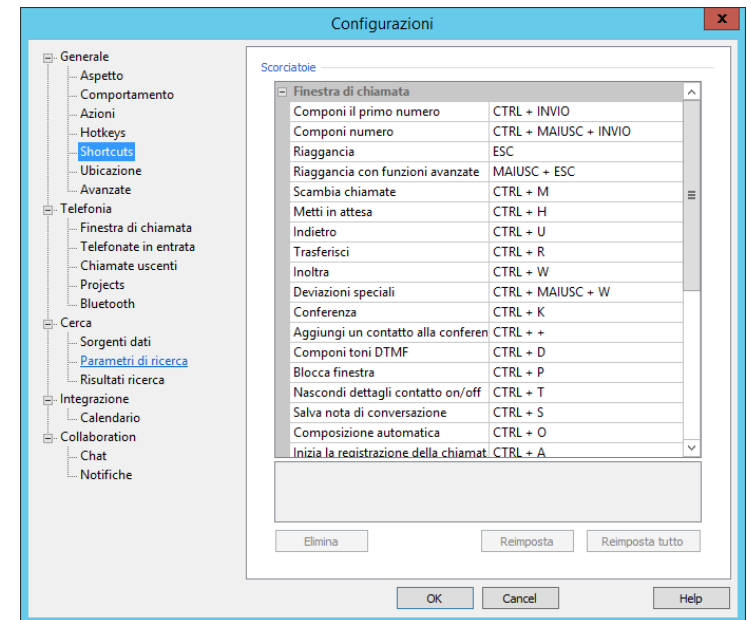 Configurazioni
x
Generale
Aspetto
Comportamento
Azioni
Hotkeys
Shortcuts
Ubicazione
Avanzate
Telefonia
Finestra di chiamata
Telefonate in entrata
Chiamate uscenti
Projects
Bluetooth
Cerca
Sorgenti dati
Parametri di ricerca
Risultati ricerca
Integrazione
Calendario
Collaboration
Chat
Notifiche
Scorciatoie
Finestra di chiamata
Componi il primo numero CTRL + INVIO
Componi numero CTRL + MAIUSC + INVIO
Riaggancia ESC
Riaggancia con funzioni avanzate MAIUSC + ESC
Scambia chiamate CTRL + M
Metti in attesa CTRL + H
Indietro CTRL + U
Trasferisci CTRL + R
Inoltra CTRL + W
Deviazioni speciali CTRL + MAIUSC + W
Conferenza CTRL + K
Aggiungi un contatto alla conferen CTRL + +
Componi toni DTMF CTRL + D
Blocca finestra CTRL + P
Nascondi dettagli contatto on/off CTRL + T
Salva nota di conversazione CTRL + S
Composizione automatica CTRL + O
Inizia la registrazione della chiamat CTRL + A
Elimina Reimposta Reimposta tutto
OK Cancel Help